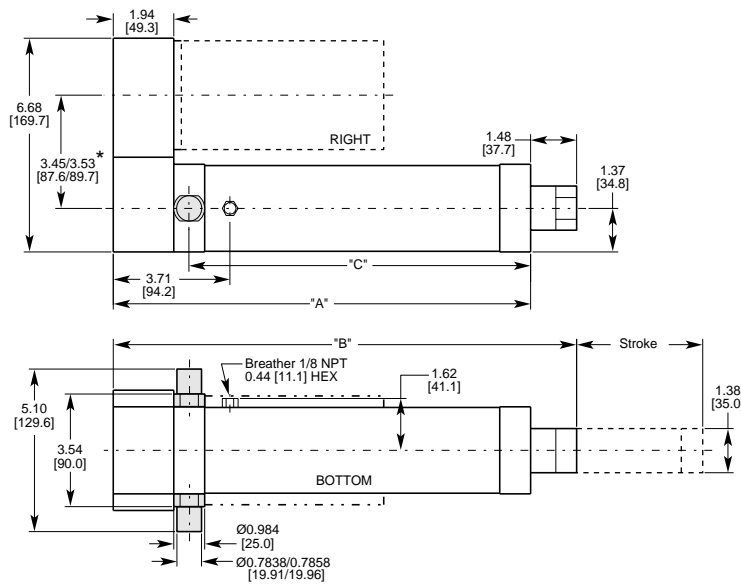 1.94
[49.3]
6.68
[169.7]
3.45/3.53
[87.6/89.7]
*
RIGHT
1.48
[37.7]
1.37
[34.8]
"C"
3.71
[94.2]
"A"
"B"
Stroke
Breather 1/8 NPT
0.44 [11.1] HEX
1.62
[41.1]
5.10
[129.6]
3.54
[90.0]
1.38
[35.0
BOTTOM
Ø0.984
[25.0]
Ø0.7838/0.7858
[19.91/19.96]